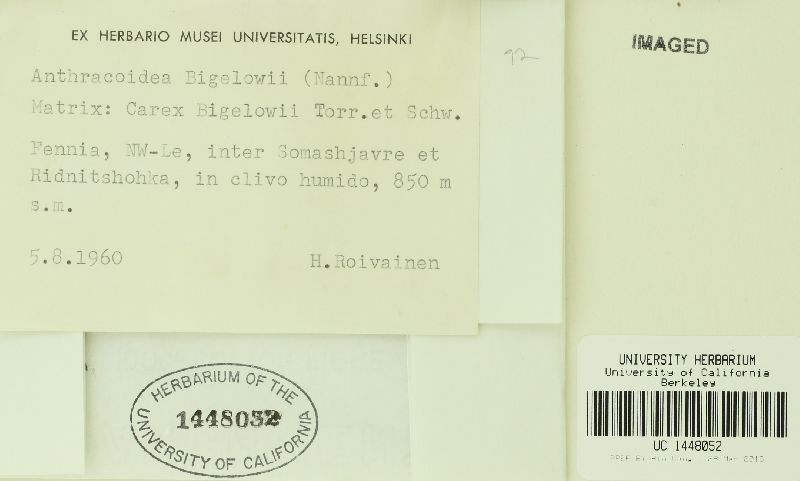 EX HERBARIO MUSEI UNIVERSITATIS, HELSINKI
Anthracoidea Bigelowii (Nannf.)
Matrix: Carex Bigelowii Torr.et Schw.
Fennia, NW-Le, inter Somashjavre et
Ridnitshohka, in clivo humido, 850 m
s.m.
5.8.1960 H.Roivainen
92
IMAGED
HERBARIUM OF THE
1448052
UNIVERSITY OF CALIFORNIA
UNIVERSITY HERBARIUM
University of California
Berkeley
UC 1448052